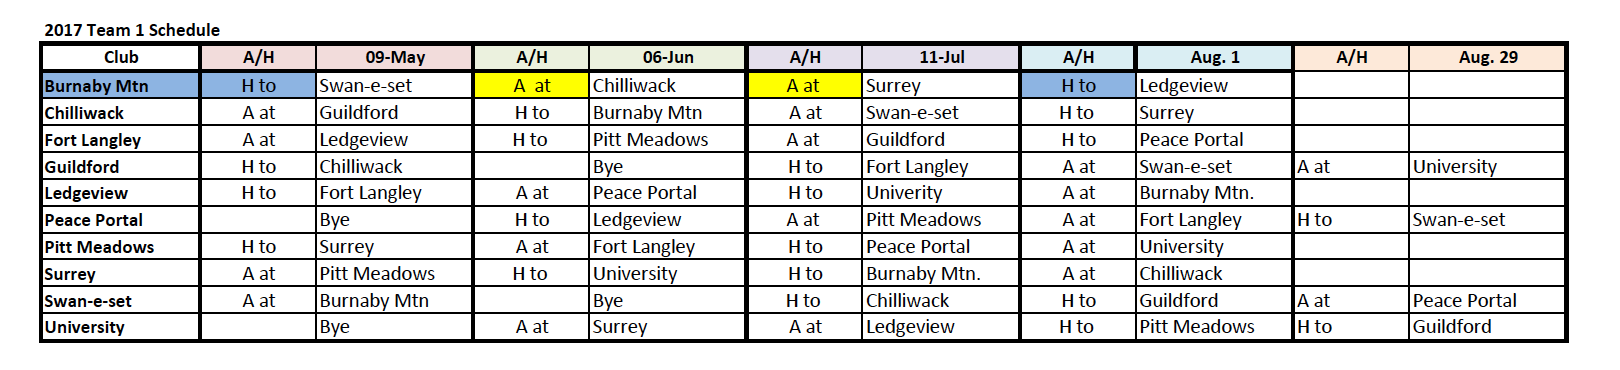 2017 Team 1 Schedule
Club A/H 09-May A/H 06-Jun A/H 11-Jul A/H Aug. 1 A/H Aug. 29
Burnaby Mtn H to Swan-e-set A at Chilliwack A at Surrey H to Ledgeview
Chilliwack A at Guildford H to Burnaby Mtn A at Swan-e-set H to Surrey
Fort Langley A at Ledgeview H to Pitt Meadows A at Guildford H to Peace Portal
Guildford H to Chilliwack Bye H to Fort Langley A at Swan-e-set A at University
Ledgeview H to Fort Langley A at Peace Portal H to Univerity A at Burnaby Mtn.
Peace Portal Bye H to Ledgeview A at Pitt Meadows A at Fort Langley H to Swan-e-set
Pitt Meadows H to Surrey A at Fort Langley H to Peace Portal A at University
Surrey A at Pitt Meadows H to University H to Burnaby Mtn. A at Chilliwack
Swan-e-set A at Burnaby Mtn Bye H to Chilliwack H to Guildford A at Peace Portal
University Bye A at Surrey A at Ledgeview H to Pitt Meadows H to Guildford